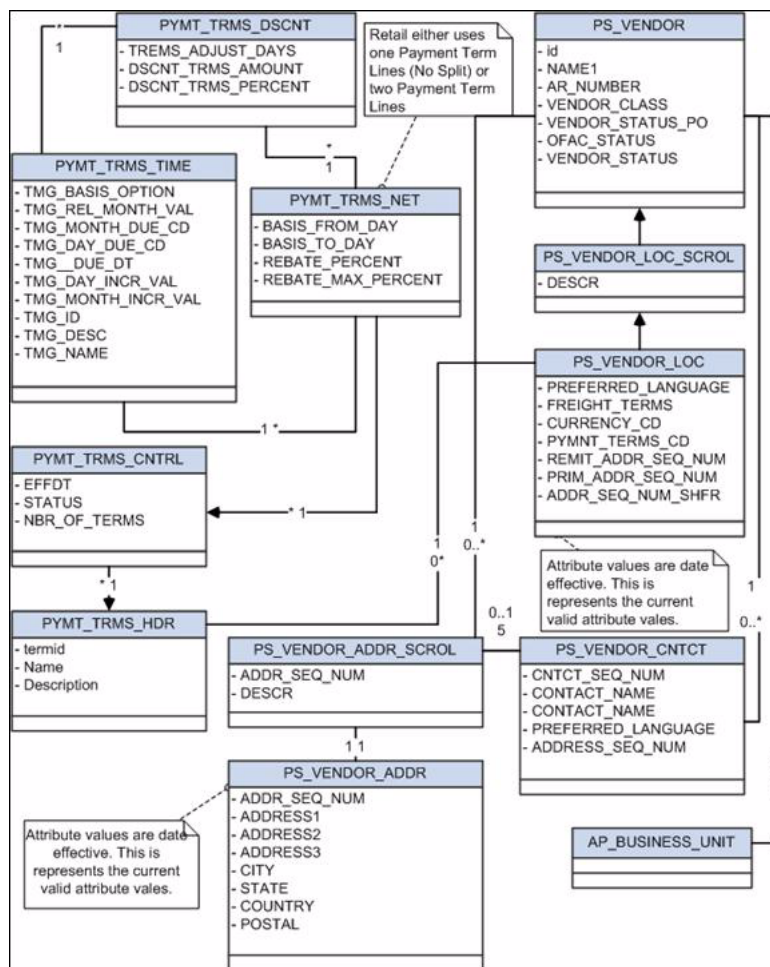 PYMT_TRMS_DSCNT
- TREMS_ADJUST_DAYS
- DSCNT_TRMS_AMOUNT
- DSCNT_TRMS_PERCENT
*
1
Retail either uses
one Payment Term
Lines (No Split) or
two Payment Term
Lines
PS_VENDOR
- id
- NAME1
- AR_NUMBER
- VENDOR_CLASS
- VENDOR_STATUS_PO
- OFAC_STATUS
- VENDOR_STATUS
*
1
PYMT_TRMS_TIME
- TMG_BASIS_OPTION
- TMG_REL_MONTH_VAL
- TMG_MONTH_DUE_CD
- TMG_DAY_DUE_CD
- TMG__DUE_DT
- TMG_DAY_INCR_VAL
- TMG_MONTH_INCR_VAL
- TMG_ID
- TMG_DESC
- TMG_NAME
PYMT_TRMS_NET
- BASIS_FROM_DAY
- BASIS_TO_DAY
- REBATE_PERCENT
- REBATE_MAX_PERCENT
PS_VENDOR_LOC_SCROL
- DESCR
PS_VENDOR_LOC
- PREFERRED_LANGUAGE
- FREIGHT_TERMS
- CURRENCY_CD
- PYMNT_TERMS_CD
- REMIT_ADDR_SEQ_NUM
- PRIM_ADDR_SEQ_NUM
- ADDR_SEQ_NUM_SHFR
1 *
PYMT_TRMS_CNTRL
- EFFDT
- STATUS
- NBR_OF_TERMS
* 1
1
0*
1
0..*
Attribute values are date
effective. This is
represents the current
valid attribute vales.
1
0..*
* 1
PYMT_TRMS_HDR
- termid
- Name
- Description
PS_VENDOR_ADDR_SCROL
- ADDR_SEQ_NUM
- DESCR
0..1
5
PS_VENDOR_CNTCT
- CNTCT_SEQ_NUM
- CONTACT_NAME
- CONTACT_NAME
- PREFERRED_LANGUAGE
- ADDRESS_SEQ_NUM
1 1
PS_VENDOR_ADDR
- ADDR_SEQ_NUM
- ADDRESS1
- ADDRESS2
- ADDRESS3
- CITY
- STATE
- COUNTRY
- POSTAL
Attribute values are date
effective. This is
represents the current
valid attribute vales.
AP_BUSINESS_UNIT